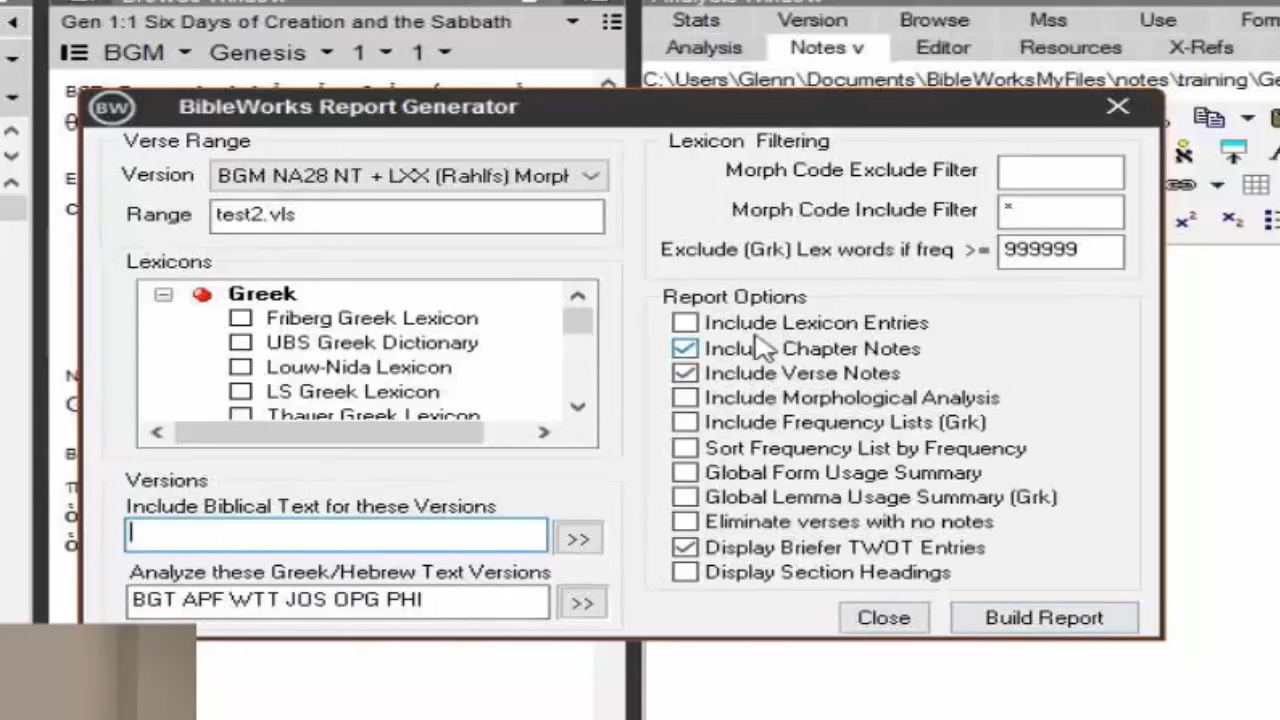 Gen 1:1 Six Days of Creation and the Sabbath
BGM Genesis 1 1
Stats Version Browse Mss Use
Analysis Notes v Editor Resources X-Refs
C:\Users\Glenn\Documents\BibleWorksMyFiles\notes\training\Ge
BW BibleWorks Report Generator
Verse Range
Version BGM NA28 NT + LXX (Rahlfs) Morph
Range test2.vls
Lexicons
Greek
Friberg Greek Lexicon
UBS Greek Dictionary
Louw-Nida Lexicon
LS Greek Lexicon
Thayer Greek Lexicon
Versions
Include Biblical Text for these Versions
>>
Analyze these Greek/Hebrew Text Versions
BGT APF WTT JOS OPG PHI >>
Lexicon Filtering
Morph Code Exclude Filter
Morph Code Include Filter *
Exclude (Grk) Lex words if freq >= 999999
Report Options
Include Lexicon Entries
Include Chapter Notes
Include Verse Notes
Include Morphological Analysis
Include Frequency Lists (Grk)
Sort Frequency List by Frequency
Global Form Usage Summary
Global Lemma Usage Summary (Grk)
Eliminate verses with no notes
Display Briefer TWOT Entries
Display Section Headings
Close Build Report